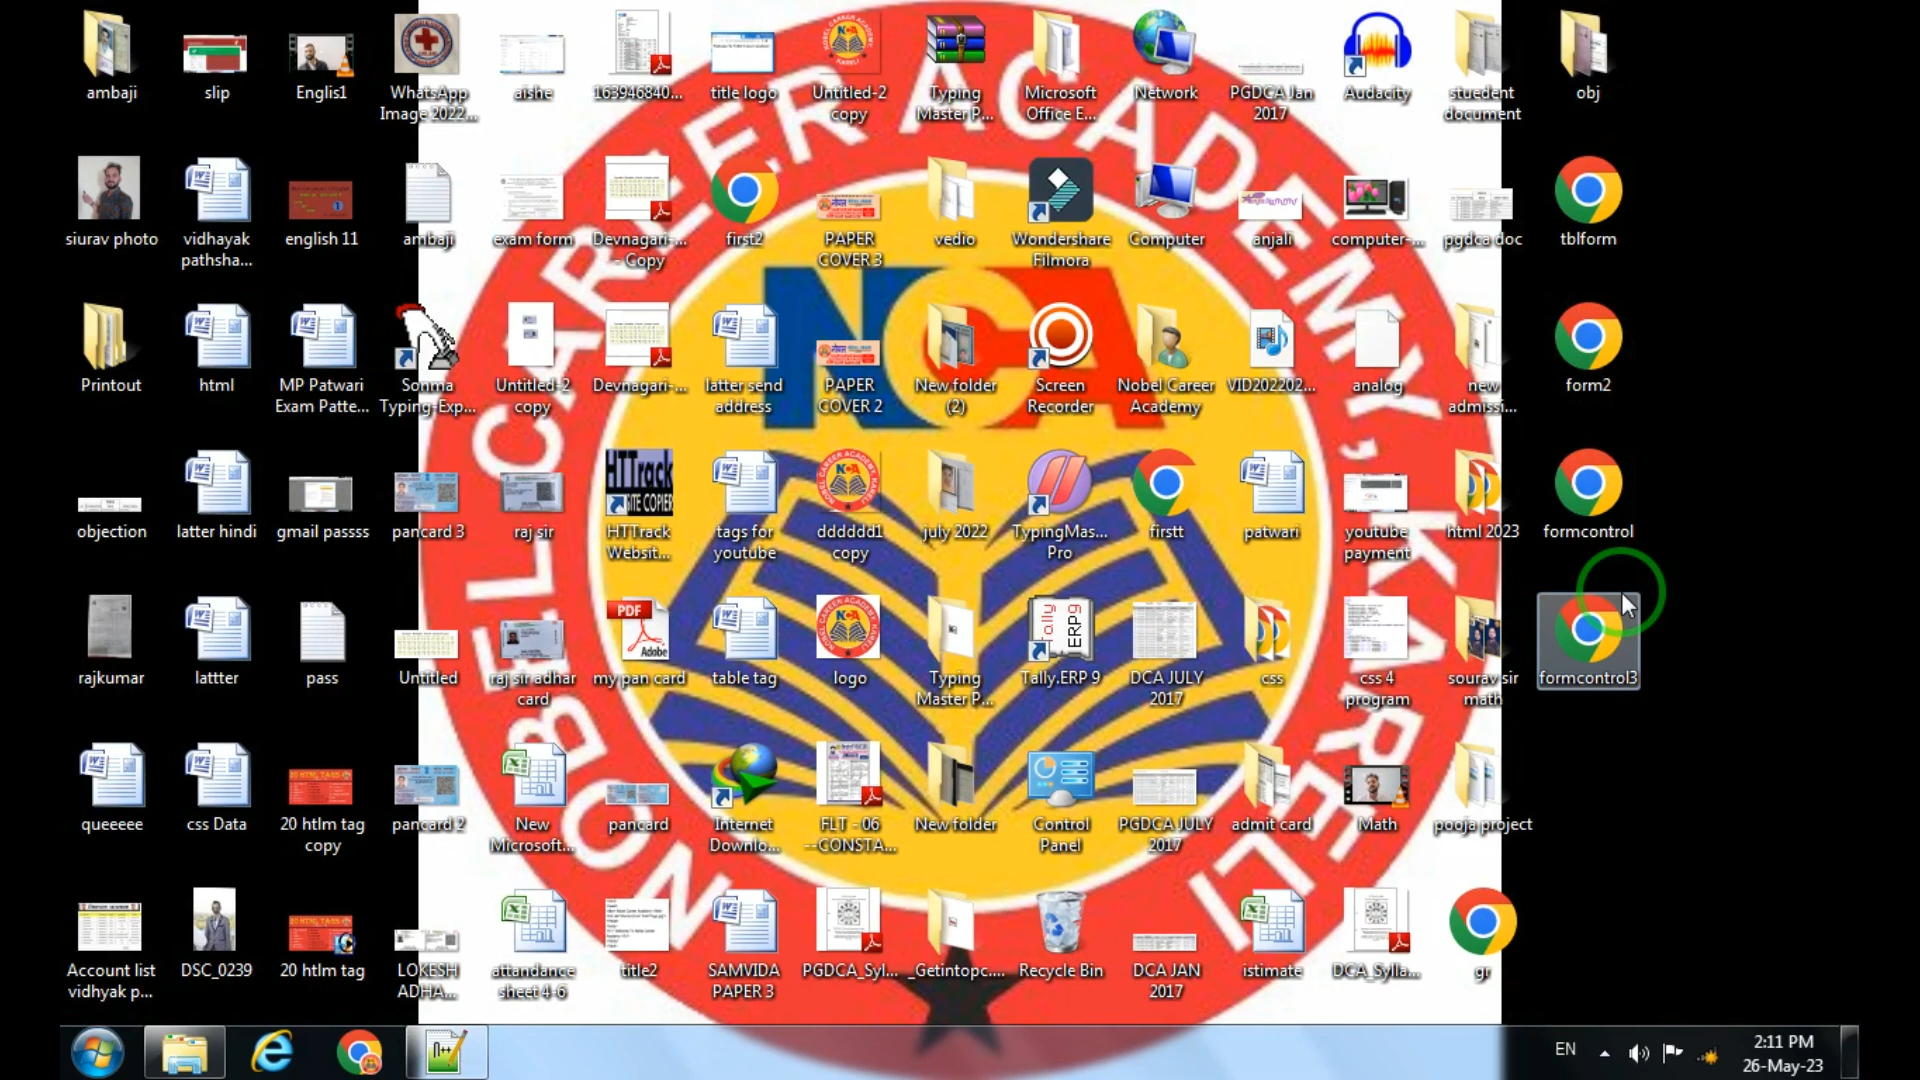 ambaji
slip
Englis1
WhatsApp
Image 2022...
aishe
163946840...
title logo
Untitled-2
copy
Typing
Master P...
Microsoft
Office E...
Network
PGDCA Jan
2017
Audacity
stuedent
document
obj
siurav photo
vidhayak
pathsha...
english 11
ambaji
exam form
Devnagari-...
- Copy
first2
PAPER
COVER 3
vedio
Wondershare
Filmora
Computer
anjali
computer-...
pgdca doc
tblform
Printout
html
MP Patwari
Exam Patte...
Sonma
Typing-Exp...
Untitled-2
copy
Devnagari-...
latter send
address
PAPER
COVER 2
New folder
(2)
Screen
Recorder
Nobel Career
Academy
VID202202...
analog
new
admissi...
form2
objection
latter hindi
gmail passss
pancard 3
raj sir
HTTrack
Websit...
tags for
youtube
dddddd1
copy
july 2022
TypingMas...
Pro
firstt
patwari
youtube
payment
html 2023
formcontrol
rajkumar
lattter
pass
Untitled
raj sir adhar
card
PDF
Adobe
my pan card
table tag
logo
Typing
Master P...
Tally
ERP9
Tally.ERP 9
DCA JULY
2017
css
css 4
program
sourav sir
math
formcontrol3
queeeee
css Data
20 htlm tag
copy
pancard 2
New
Microsoft...
pancard
Internet
Downlo...
FLT - 06
--CONSTA...
New folder
Control
Panel
PGDCA JULY
2017
admit card
Math
pooja project
Account list
vidhyak p...
DSC_0239
20 htlm tag
LOKESH
ADHA...
attandance
sheet 4-6
title2
SAMVIDA
PAPER 3
PGDCA_Syl...
_Getintopc....
Recycle Bin
DCA JAN
2017
istimate
DCA_Sylla...
gr
NOBEL CAREER ACADEMY, KARELI
NCA
EN
2:11 PM
26-May-23